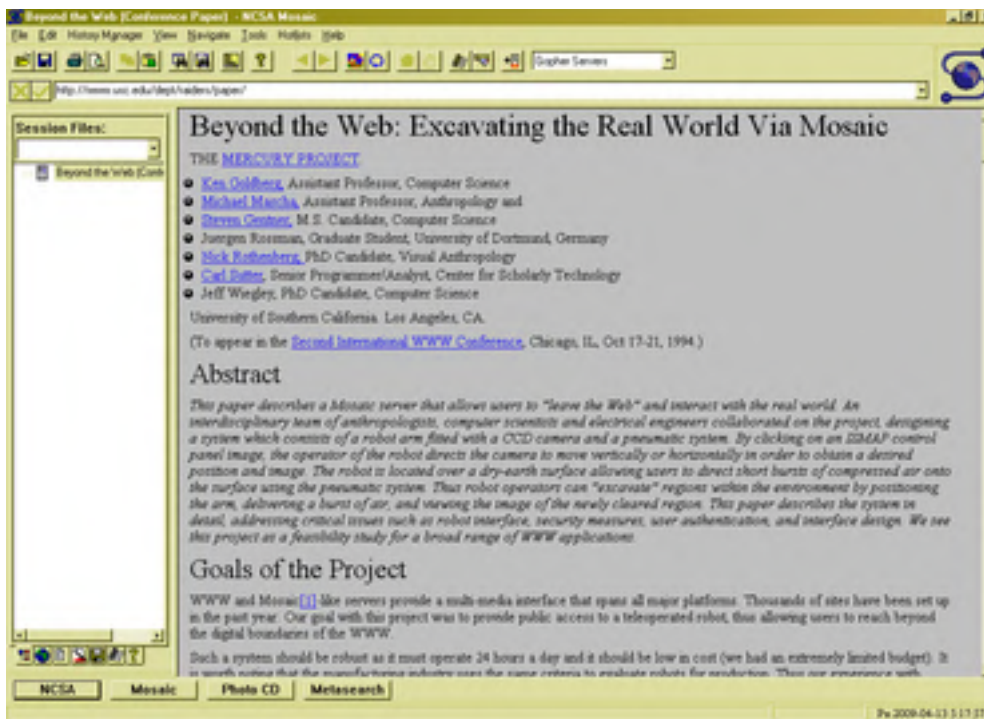 Beyond the Web (Conference Paper) - NCSA Mosaic
File Edit History Manager View Navigate Tools Hotlists Help
Gopher Servers
http://www.usc.edu/dept/raiders/paper/
Session Files:
Beyond the Web (Conf
Beyond the Web: Excavating the Real World Via Mosaic
THE MERCURY PROJECT
Ken Goldberg, Assistant Professor, Computer Science
Michael Mascha, Assistant Professor, Anthropology and
Steven Gentner, M.S. Candidate, Computer Science
Juergen Rossman, Graduate Student, University of Dortmund, Germany
Nick Rothenberg, PhD Candidate, Visual Anthropology
Carl Sutter, Senior Programmer/Analyst, Center for Scholarly Technology
Jeff Wiegley, PhD Candidate, Computer Science
University of Southern California. Los Angeles, CA.
(To appear in the Second International WWW Conference, Chicago, IL, Oct 17-21, 1994.)
Abstract
This paper describes a Mosaic server that allows users to "leave the Web" and interact with the real world. An
interdisciplinary team of anthropologists, computer scientists and electrical engineers collaborated on the project, designing
a system which consists of a robot arm fitted with a CCD camera and a pneumatic system. By clicking on an ISMAP control
panel image, the operator of the robot directs the camera to move vertically or horizontally in order to obtain a desired
position and image. The robot is located over a dry-earth surface allowing users to direct short bursts of compressed air onto
the surface using the pneumatic system. Thus robot operators can "excavate" regions within the environment by positioning
the arm, delivering a burst of air, and viewing the image of the newly cleared region. This paper describes the system in
detail, addressing critical issues such as robot interface, security measures, user authentication, and interface design. We see
this project as a feasibility study for a broad range of WWW applications.
Goals of the Project
WWW and Mosaic[1]-like servers provide a multi-media interface that spans all major platforms. Thousands of sites have been set up
in the past year. Our goal with this project was to provide public access to a teleoperated robot, thus allowing users to reach beyond
the digital boundaries of the WWW.
Such a system should be robust as it must operate 24 hours a day and it should be low in cost (we had an extremely limited budget). It
is worth noting that the manufacturing industry uses the same criteria to evaluate robots for production. Thus our experience with
NCSA Mosaic Photo CD Metasearch
Pn 2009-04-13 5:17:37